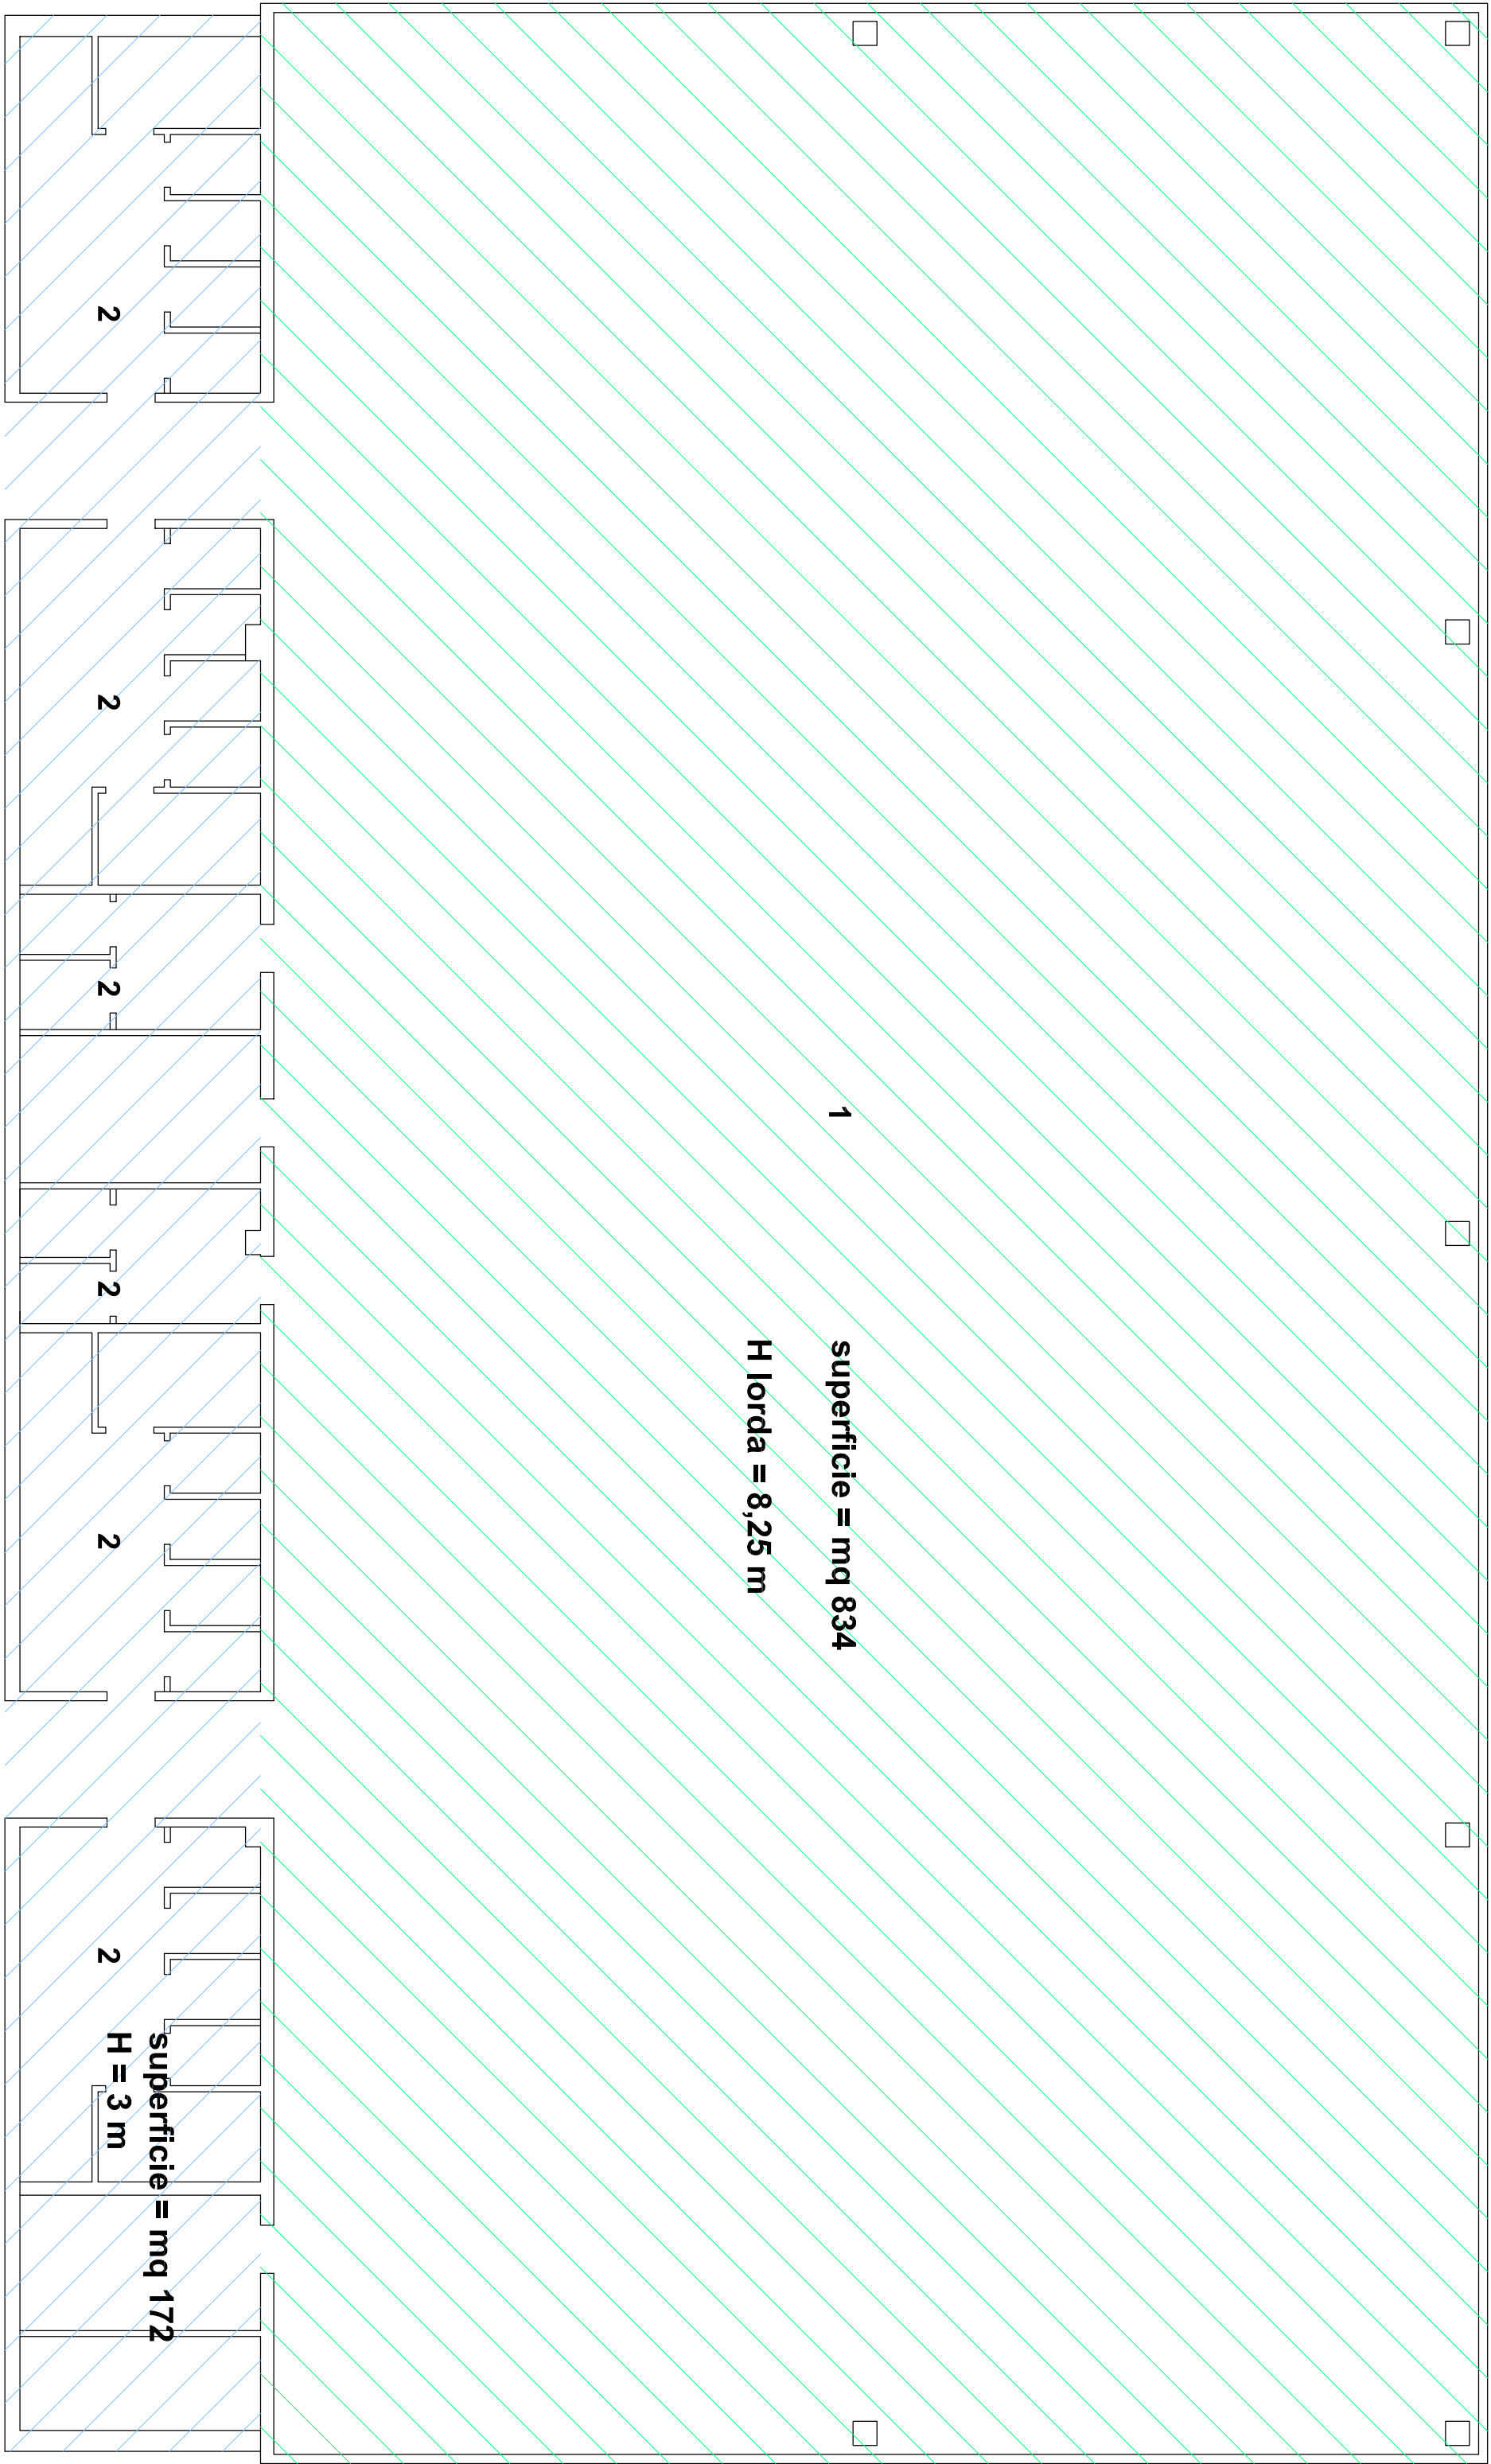 1
superficie = mq 834
H lorda = 8,25 m
2
2
2
2
2
2
superficie = mq 172
H = 3 m